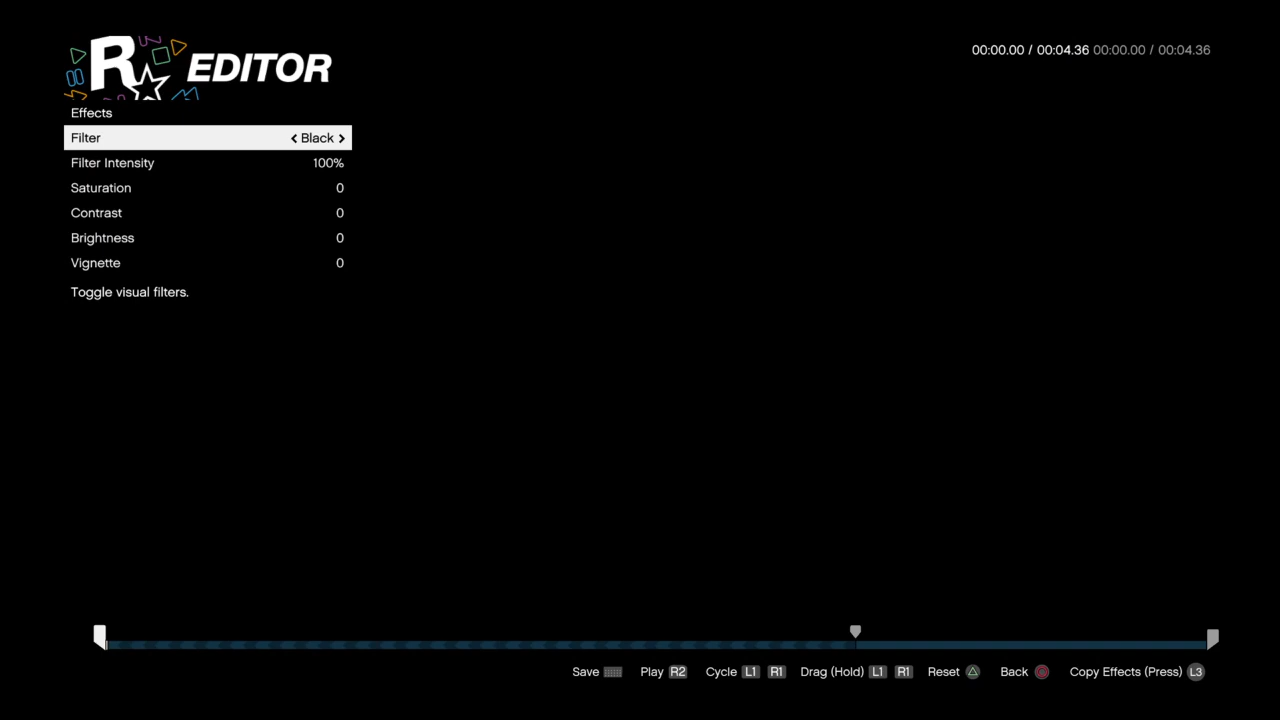 R EDITOR
00:00.00 / 00:04.36 00:00.00 / 00:04.36
Effects
Filter < Black >
Filter Intensity 100%
Saturation 0
Contrast 0
Brightness 0
Vignette 0
Toggle visual filters.
Save Play R2 Cycle L1 R1 Drag (Hold) L1 R1 Reset Back Copy Effects (Press) L3